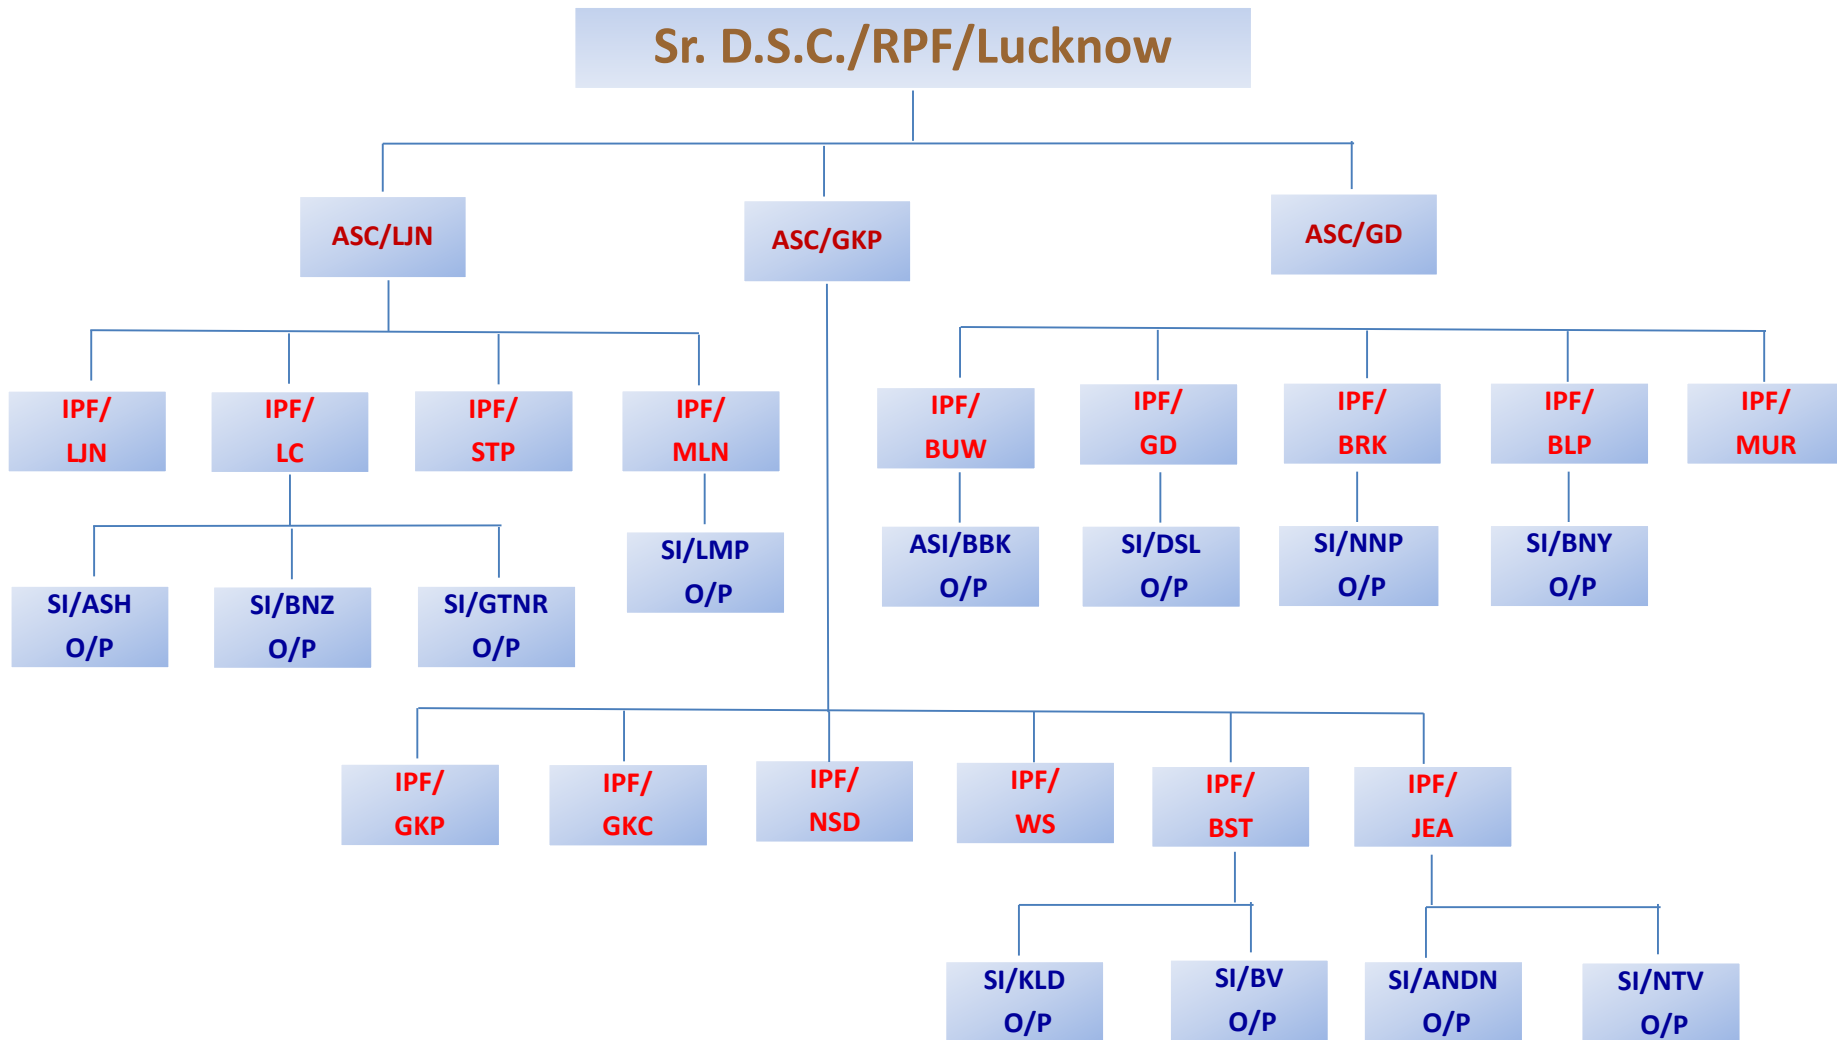 Sr. D.S.C./RPF/Lucknow
ASC/LJN
ASC/GKP
ASC/GD
IPF/
LJN
IPF/
LC
IPF/
STP
IPF/
MLN
IPF/
BUW
IPF/
GD
IPF/
BRK
IPF/
BLP
IPF/
MUR
SI/ASH
O/P
SI/BNZ
O/P
SI/GTNR
O/P
SI/LMP
O/P
ASI/BBK
O/P
SI/DSL
O/P
SI/NNP
O/P
SI/BNY
O/P
IPF/
GKP
IPF/
GKC
IPF/
NSD
IPF/
WS
IPF/
BST
IPF/
JEA
SI/KLD
O/P
SI/BV
O/P
SI/ANDN
O/P
SI/NTV
O/P